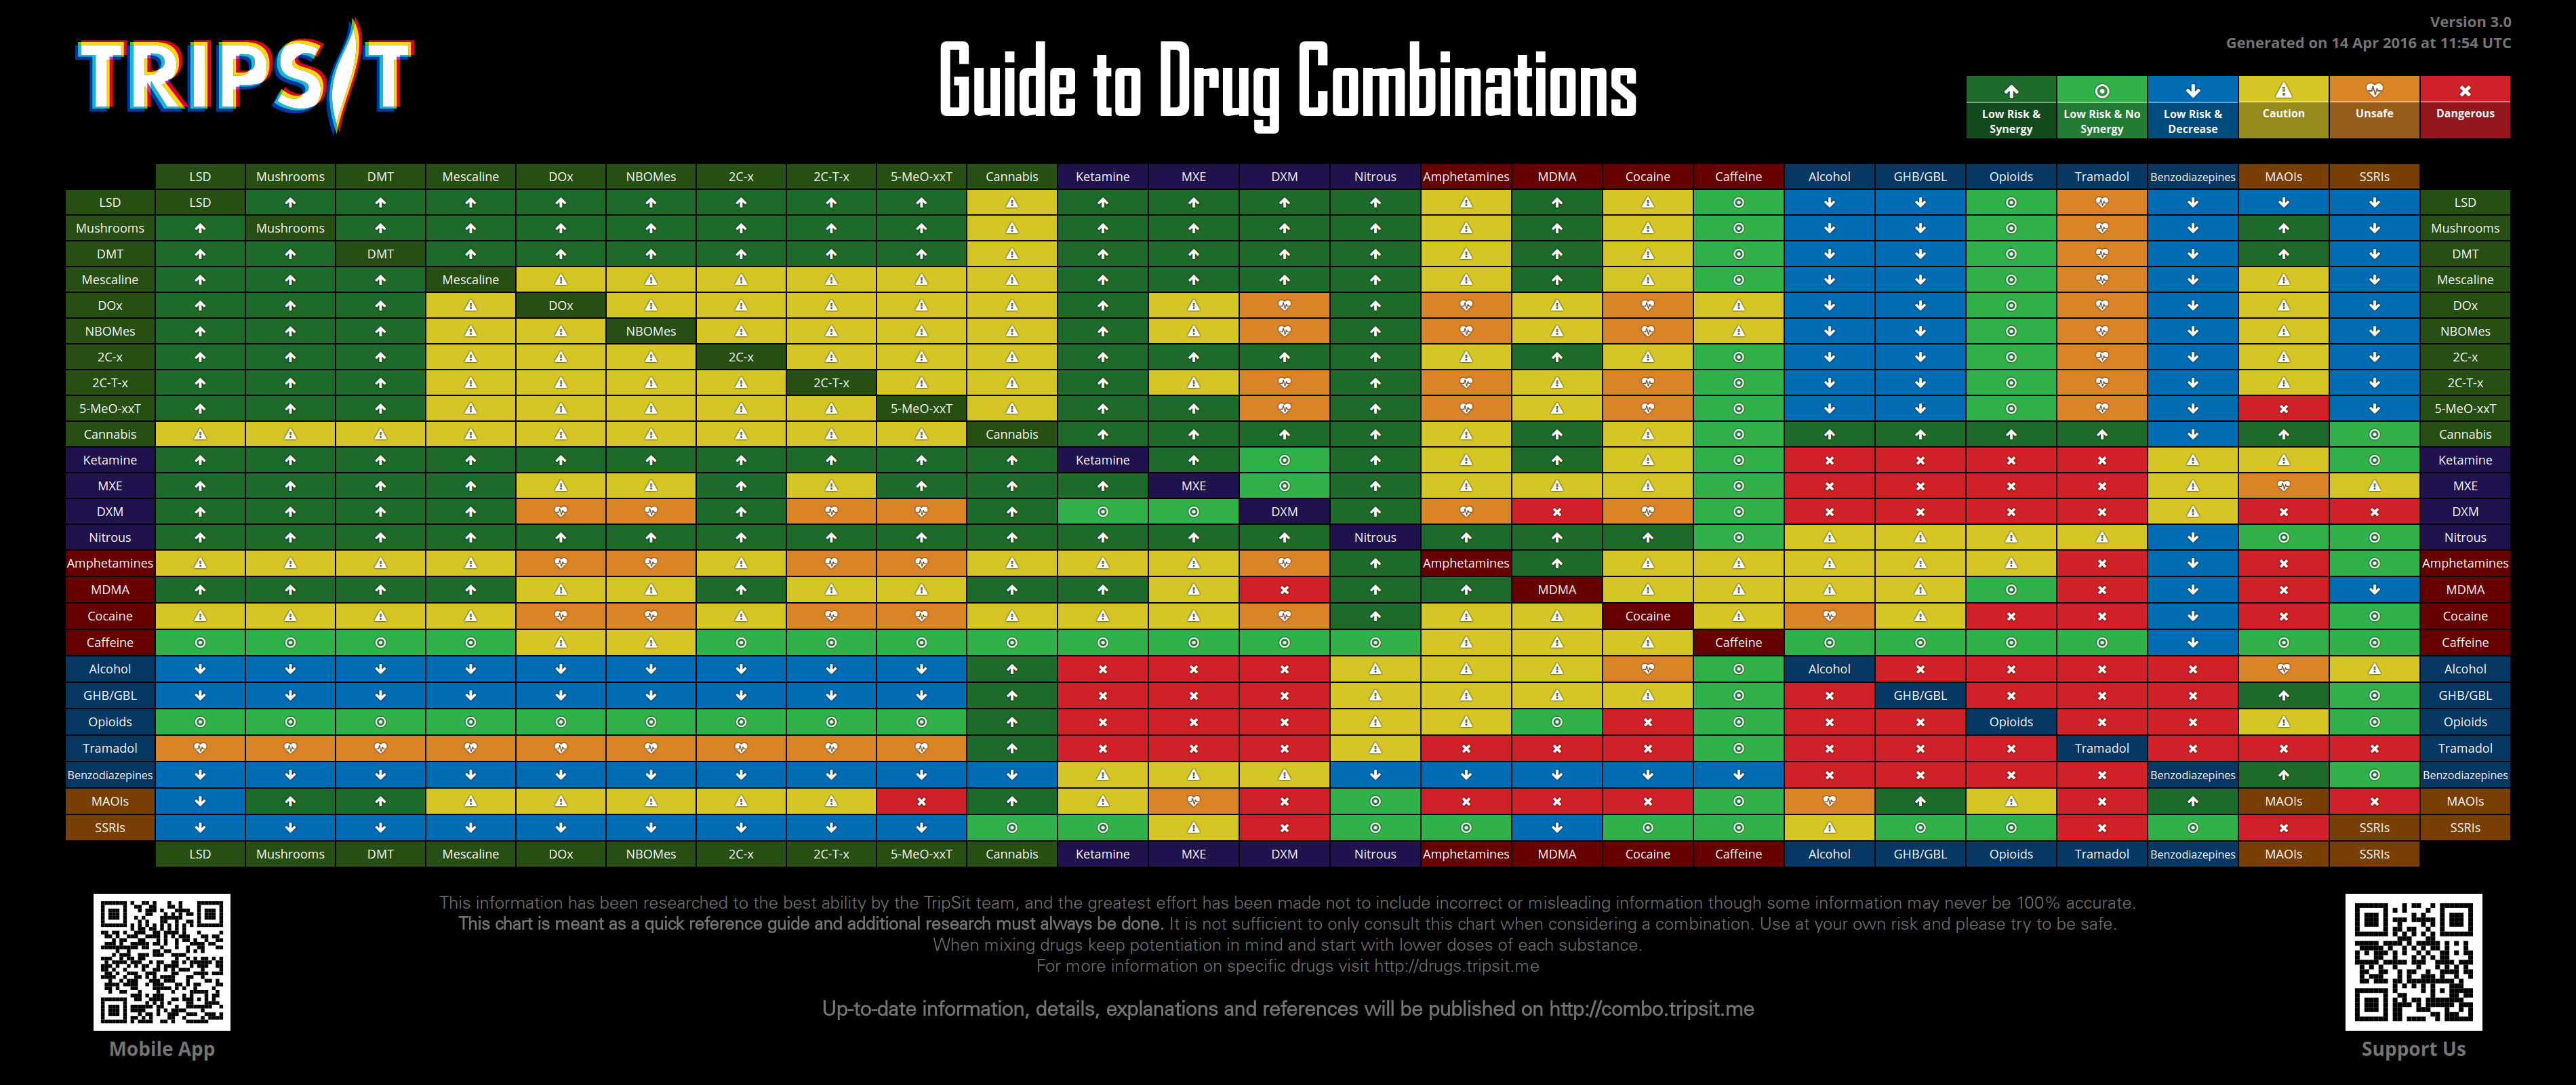 TRIPSIT
Guide to Drug Combinations
Version 3.0
Generated on 14 Apr 2016 at 11:54 UTC
Low Risk & Synergy
Low Risk & No Synergy
Low Risk & Decrease
Caution
Unsafe
Dangerous
LSD Mushrooms DMT Mescaline DOx NBOMes 2C-x 2C-T-x 5-MeO-xxT Cannabis Ketamine MXE DXM Nitrous Amphetamines MDMA Cocaine Caffeine Alcohol GHB/GBL Opioids Tramadol Benzodiazepines MAOIs SSRIs
LSD LSD LSD
Mushrooms Mushrooms Mushrooms
DMT DMT DMT
Mescaline Mescaline Mescaline
DOx DOx DOx
NBOMes NBOMes NBOMes
2C-x 2C-x 2C-x
2C-T-x 2C-T-x 2C-T-x
5-MeO-xxT 5-MeO-xxT 5-MeO-xxT
Cannabis Cannabis Cannabis
Ketamine Ketamine Ketamine
MXE MXE MXE
DXM DXM DXM
Nitrous Nitrous Nitrous
Amphetamines Amphetamines Amphetamines
MDMA MDMA MDMA
Cocaine Cocaine Cocaine
Caffeine Caffeine Caffeine
Alcohol Alcohol Alcohol
GHB/GBL GHB/GBL GHB/GBL
Opioids Opioids Opioids
Tramadol Tramadol Tramadol
Benzodiazepines Benzodiazepines Benzodiazepines
MAOIs MAOIs MAOIs
SSRIs SSRIs SSRIs
LSD Mushrooms DMT Mescaline DOx NBOMes 2C-x 2C-T-x 5-MeO-xxT Cannabis Ketamine MXE DXM Nitrous Amphetamines MDMA Cocaine Caffeine Alcohol GHB/GBL Opioids Tramadol Benzodiazepines MAOIs SSRIs
This information has been researched to the best ability by the TripSit team, and the greatest effort has been made not to include incorrect or misleading information though some information may never be 100% accurate.
This chart is meant as a quick reference guide and additional research must always be done. It is not sufficient to only consult this chart when considering a combination. Use at your own risk and please try to be safe.
When mixing drugs keep potentiation in mind and start with lower doses of each substance.
For more information on specific drugs visit http://drugs.tripsit.me
Up-to-date information, details, explanations and references will be published on http://combo.tripsit.me
Mobile App
Support Us